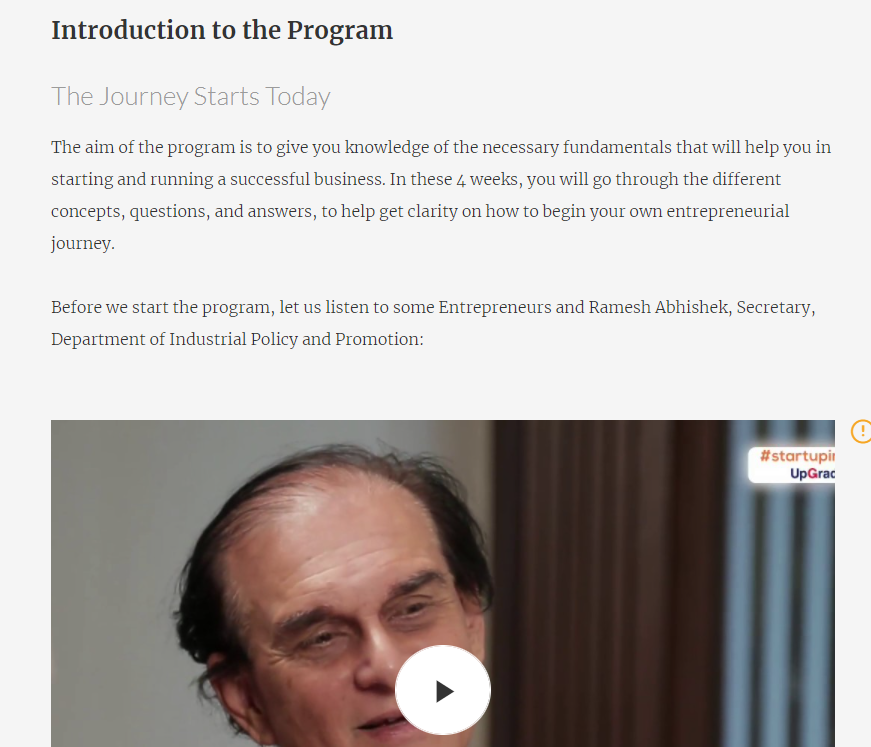 Introduction to the Program
The Journey Starts Today
The aim of the program is to give you knowledge of the necessary fundamentals that will help you in
starting and running a successful business. In these 4 weeks, you will go through the different
concepts, questions, and answers, to help get clarity on how to begin your own entrepreneurial
journey.
Before we start the program, let us listen to some Entrepreneurs and Ramesh Abhishek, Secretary,
Department of Industrial Policy and Promotion: